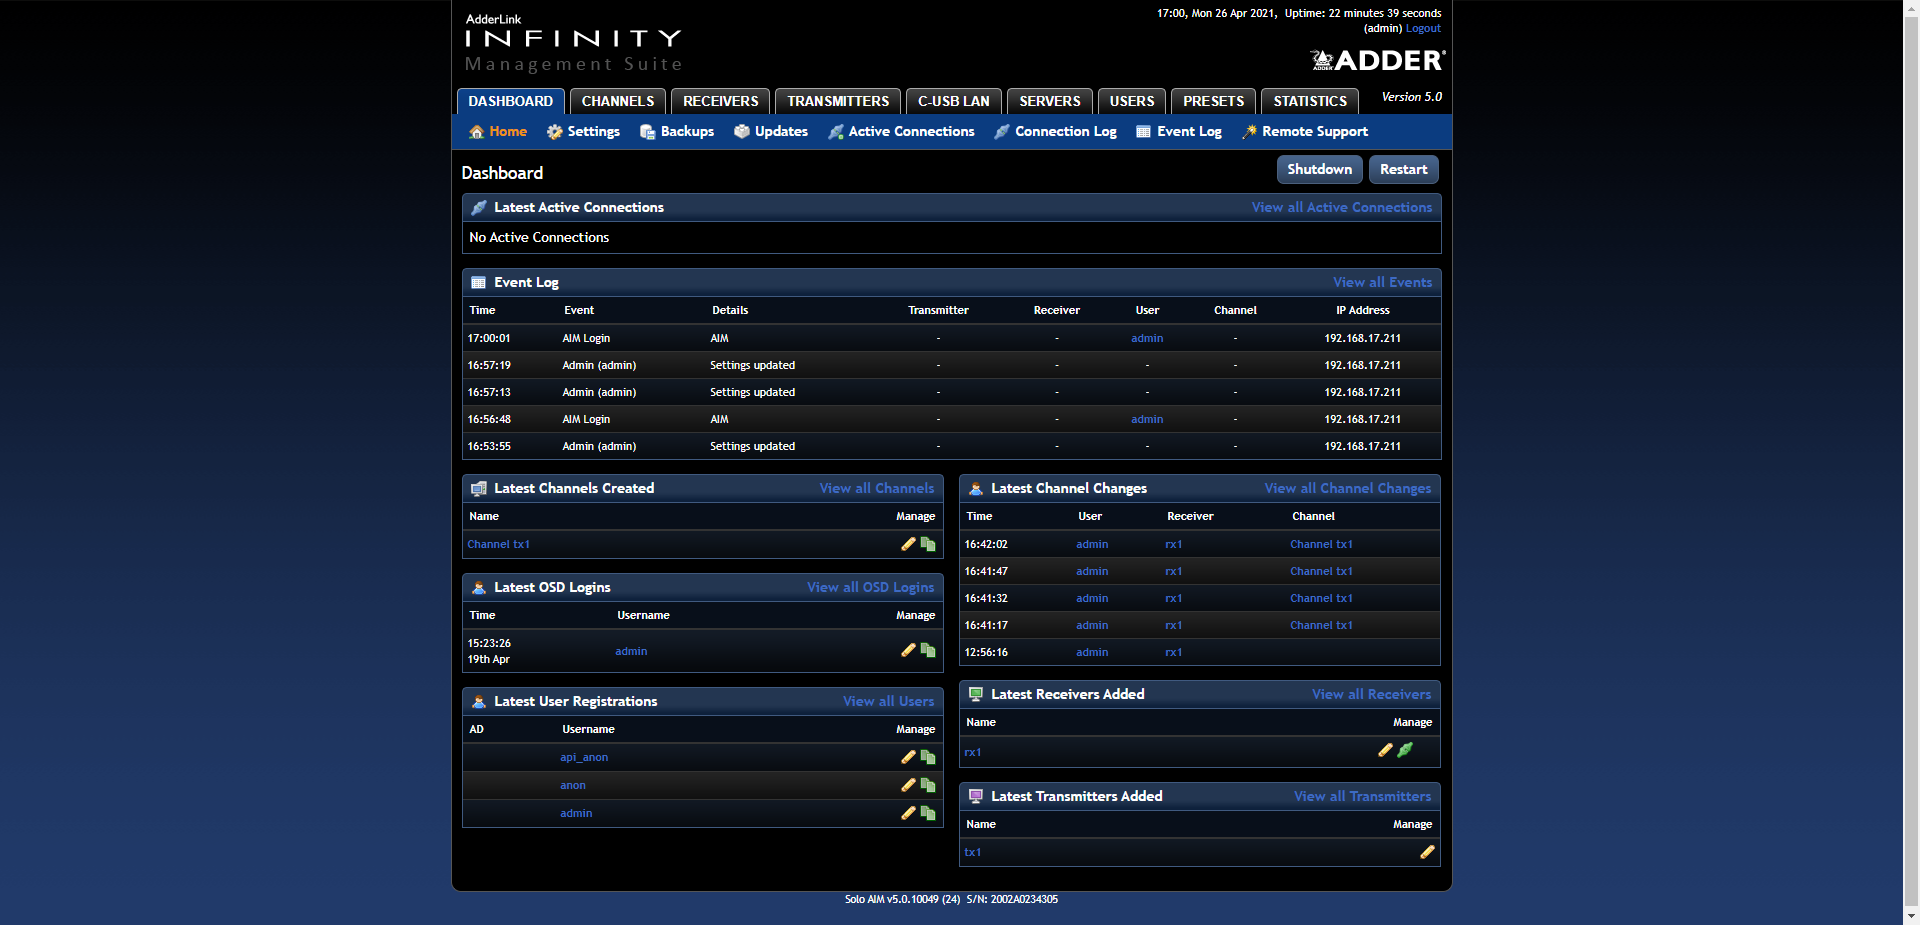 AdderLink
INFINITY
Management Suite
17:00, Mon 26 Apr 2021, Uptime: 22 minutes 39 seconds
(admin) Logout
ADDER
ADDER®
DASHBOARD CHANNELS RECEIVERS TRANSMITTERS C-USB LAN SERVERS USERS PRESETS STATISTICS Version 5.0
Home Settings Backups Updates Active Connections Connection Log Event Log Remote Support
Dashboard Shutdown Restart
Latest Active Connections View all Active Connections
No Active Connections
Event Log View all Events
Time Event Details Transmitter Receiver User Channel IP Address
17:00:01 AIM Login AIM - - admin - 192.168.17.211
16:57:19 Admin (admin) Settings updated - - - - 192.168.17.211
16:57:13 Admin (admin) Settings updated - - - - 192.168.17.211
16:56:48 AIM Login AIM - - admin - 192.168.17.211
16:53:55 Admin (admin) Settings updated - - - - 192.168.17.211
Latest Channels Created View all Channels
Name Manage
Channel tx1
Latest OSD Logins View all OSD Logins
Time Username Manage
15:23:26
19th Apr admin
Latest User Registrations View all Users
AD Username Manage
api_anon
anon
admin
Latest Channel Changes View all Channel Changes
Time User Receiver Channel
16:42:02 admin rx1 Channel tx1
16:41:47 admin rx1 Channel tx1
16:41:32 admin rx1 Channel tx1
16:41:17 admin rx1 Channel tx1
12:56:16 admin rx1
Latest Receivers Added View all Receivers
Name Manage
rx1
Latest Transmitters Added View all Transmitters
Name Manage
tx1
Solo AIM v5.0.10049 (24) S/N: 2002A0234305